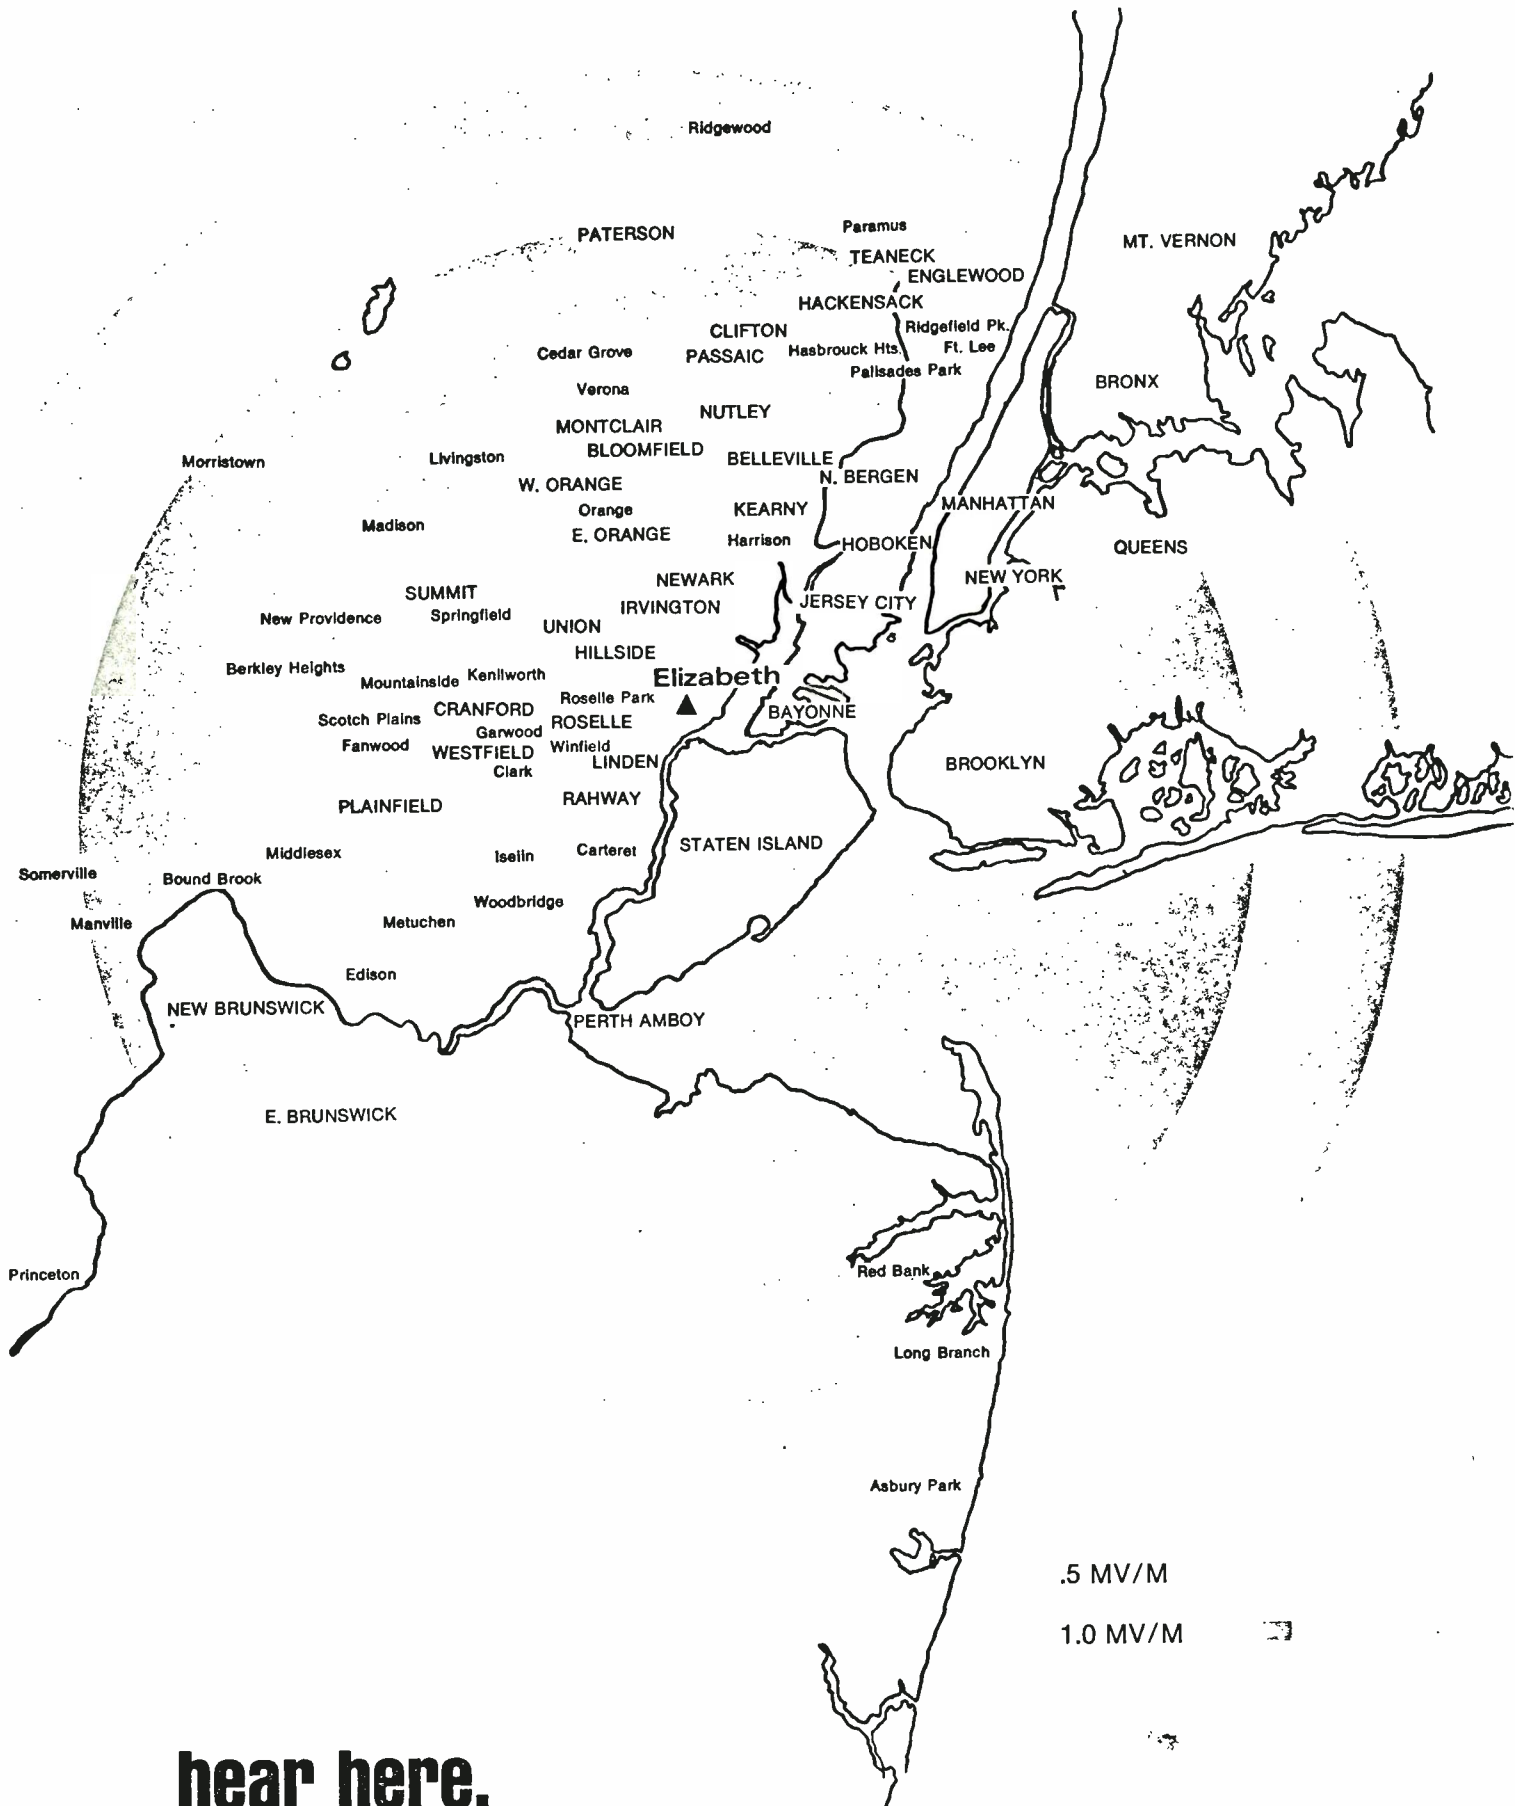 Ridgewood
PATERSON
Paramus
MT. VERNON
TEANECK
ENGLEWOOD
HACKENSACK
CLIFTON
Ridgefield Pk.
Cedar Grove
PASSAIC
Hasbrouck Hts.
Ft. Lee
Palisades Park
BRONX
Verona
NUTLEY
MONTCLAIR
BLOOMFIELD
Morristown
Livingston
BELLEVILLE
N. BERGEN
W. ORANGE
MANHATTAN
Orange
KEARNY
Madison
E. ORANGE
Harrison
HOBOKEN
QUEENS
NEWARK
NEW YORK
SUMMIT
IRVINGTON
JERSEY CITY
New Providence
Springfield
UNION
HILLSIDE
Berkley Heights
Mountainside
Kenilworth
Elizabeth
Roselle Park
CRANFORD
BAYONNE
Scotch Plains
ROSELLE
Garwood
Fanwood
WESTFIELD
Winfield
LINDEN
BROOKLYN
Clark
PLAINFIELD
RAHWAY
STATEN ISLAND
Middlesex
Iselin
Carteret
Somerville
Bound Brook
Woodbridge
Manville
Metuchen
Edison
NEW BRUNSWICK
PERTH AMBOY
E. BRUNSWICK
Princeton
Red Bank
Long Branch
Asbury Park
.5 MV/M
1.0 MV/M
hear here.